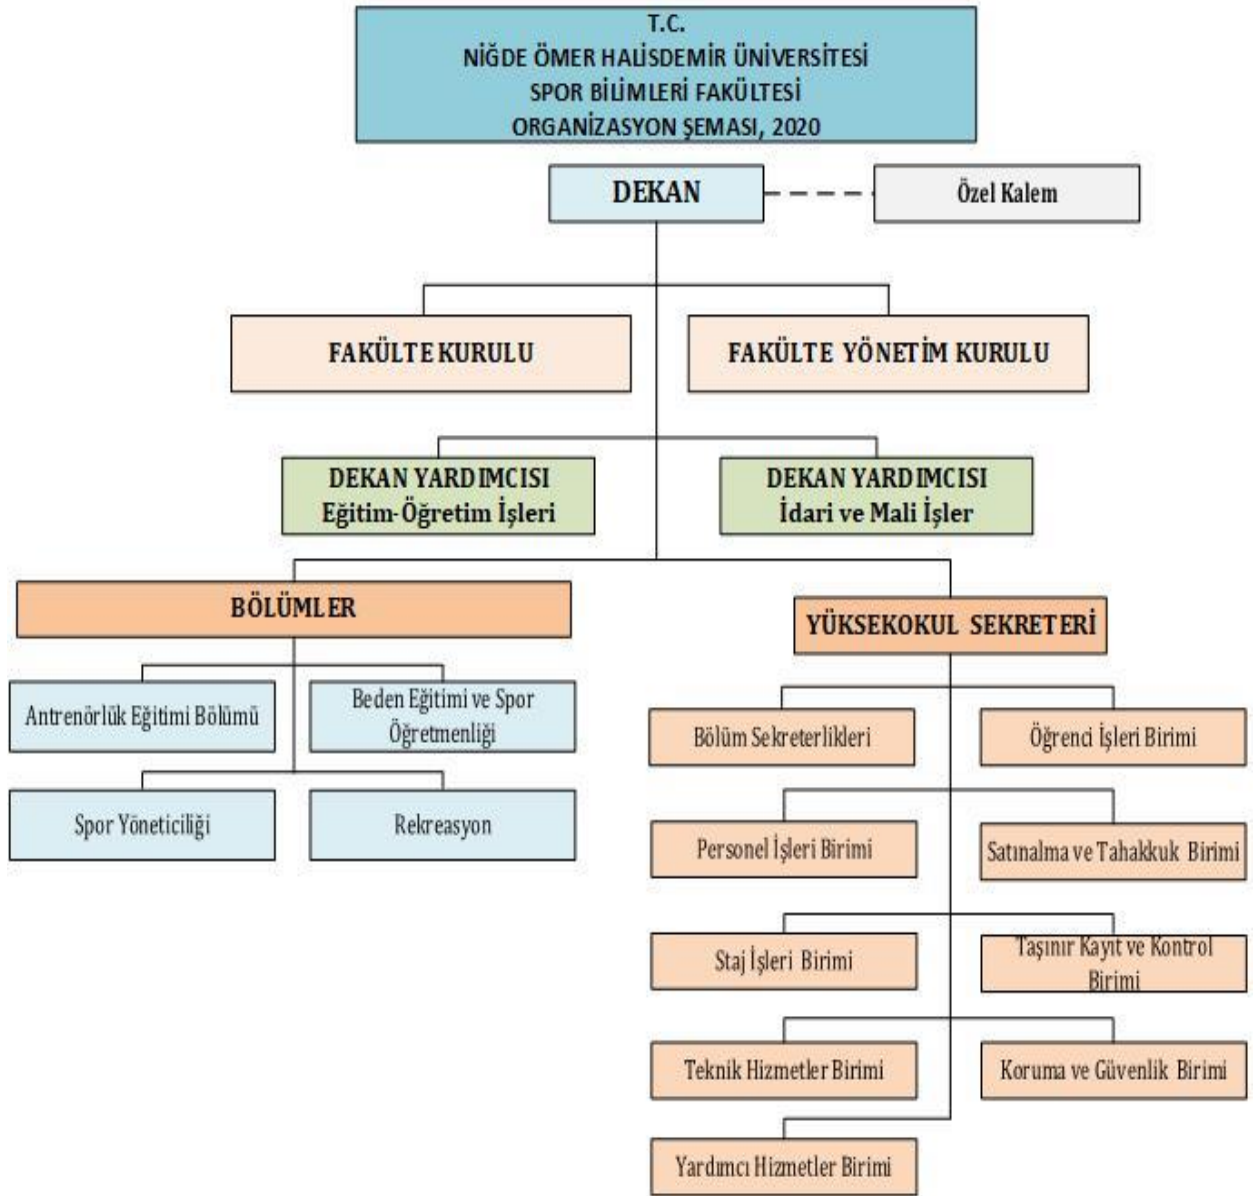 T.C.
NİĞDE ÖMER HALİSDEMİR ÜNİVERSİTESİ
SPOR BİLİMLERİ FAKÜLTESİ
ORGANİZASYON ŞEMASI, 2020
DEKAN
Özel Kalem
FAKÜLTE KURULU
FAKÜLTE YÖNETİM KURULU
DEKAN YARDIMCISI
Eğitim-Öğretim İşleri
DEKAN YARDIMCISI
İdari ve Mali İşler
BÖLÜMLER
YÜKSEKOKUL SEKRETERİ
Antrenörlük Eğitimi Bölümü
Beden Eğitimi ve Spor
Öğretmenliği
Spor Yöneticiliği
Rekreasyon
Bölüm Sekreterlikleri
Öğrenci İşleri Birimi
Personel İşleri Birimi
Satınalma ve Tahakkuk Birimi
Staj İşleri Birimi
Taşınır Kayıt ve Kontrol
Birimi
Teknik Hizmetler Birimi
Koruma ve Güvenlik Birimi
Yardımcı Hizmetler Birimi